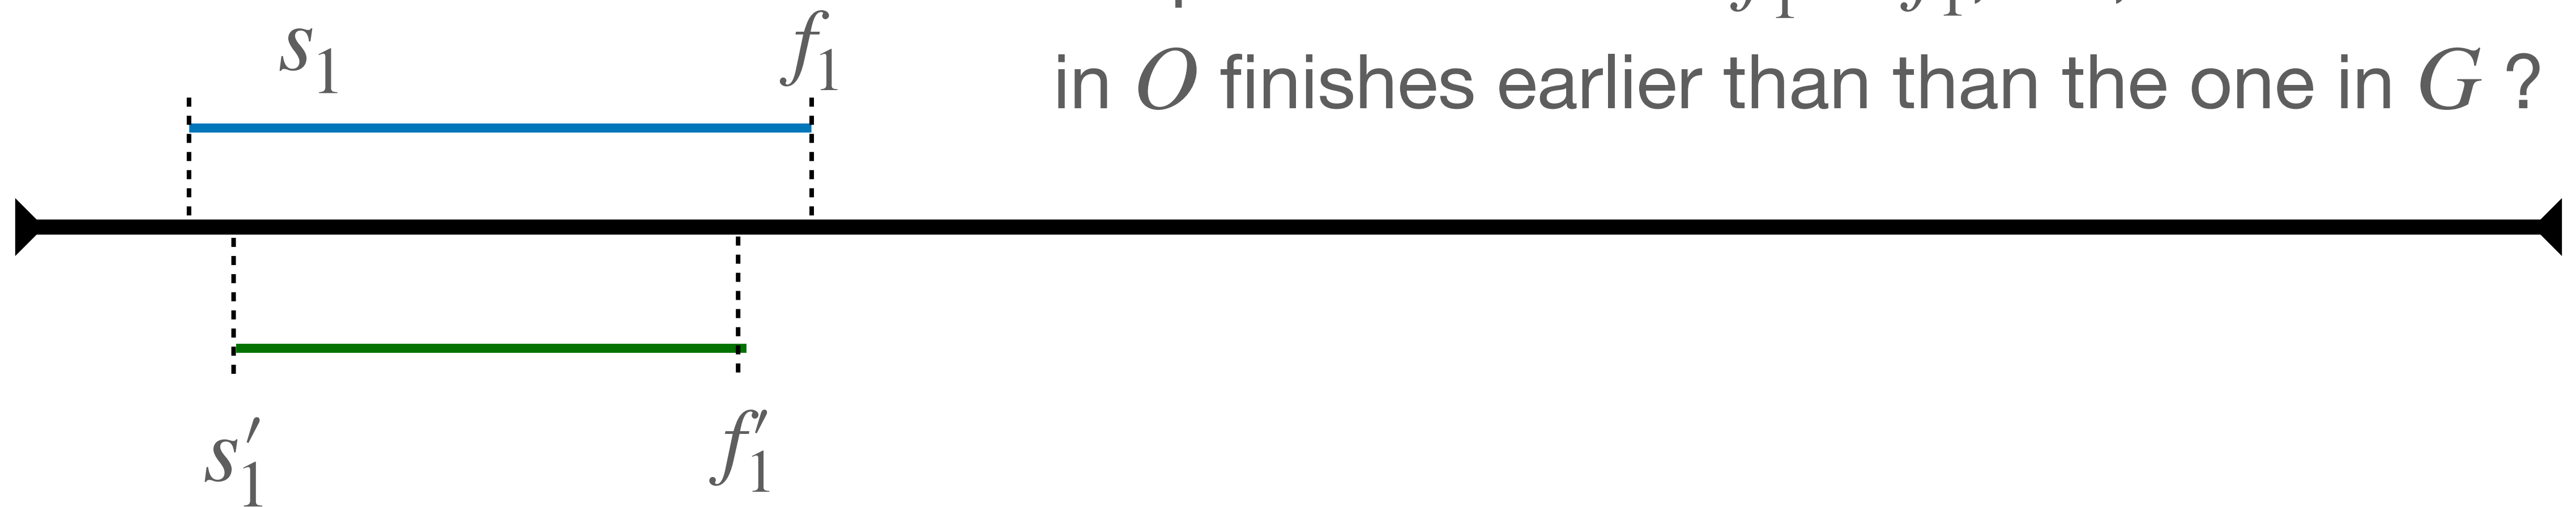 s₁ f₁
in O finishes earlier than than the one in G ?
s′₁ f′₁